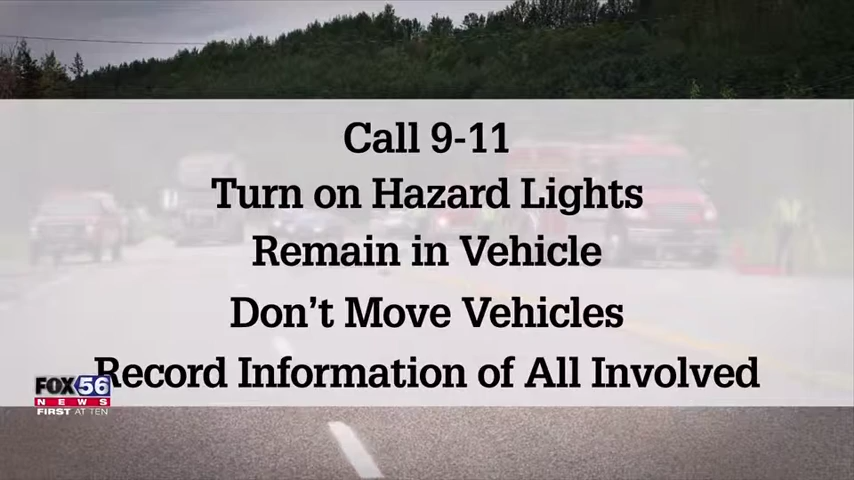 Call 9-11
Turn on Hazard Lights
Remain in Vehicle
Don't Move Vehicles
Record Information of All Involved
FOX 56
NEWS
FIRST AT TEN